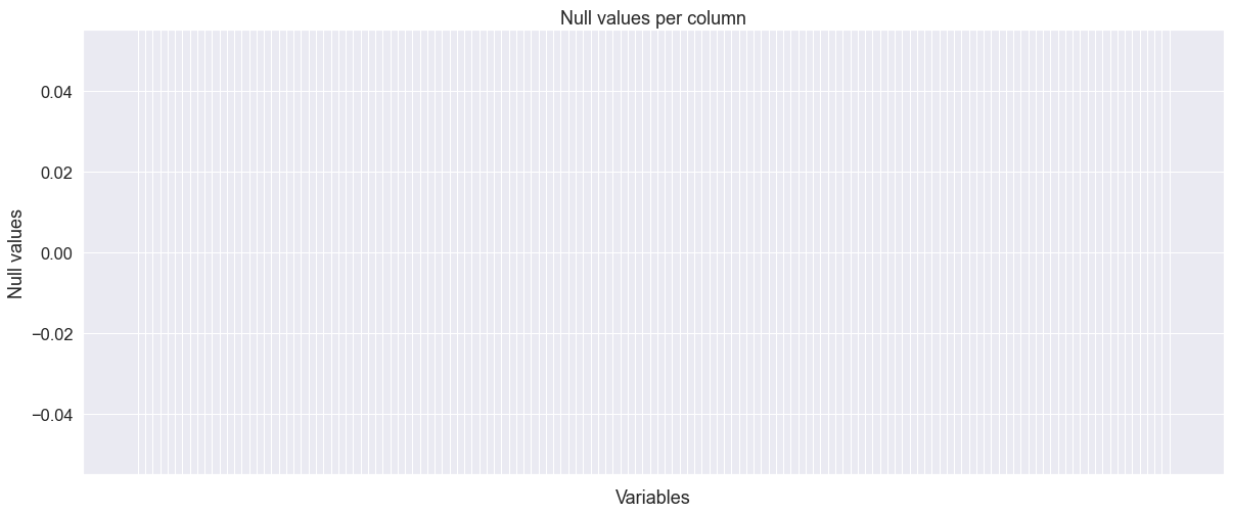 Null values per column
0.04
0.02
0.00
−0.02
−0.04
Null values
Variables